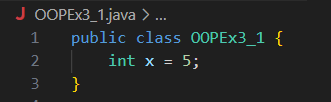 J OOPEx3_1.java > ...
1 public class OOPEx3_1 {
2     int x = 5;
3 }